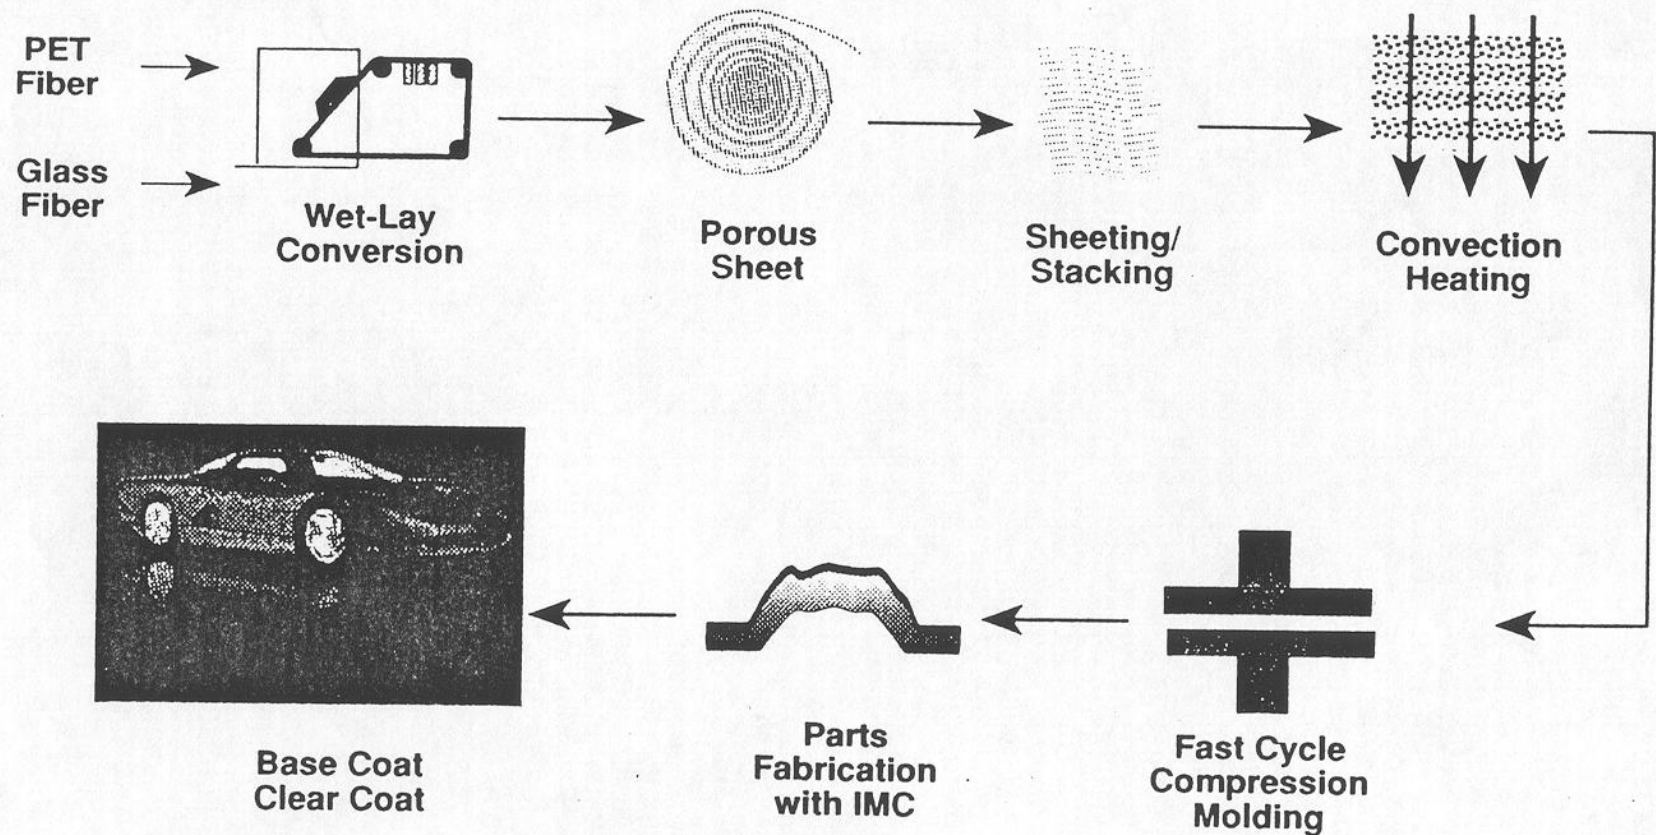 PET
Fiber
Glass
Fiber
Wet-Lay
Conversion
Porous
Sheet
Sheeting/
Stacking
Convection
Heating
Base Coat
Clear Coat
Parts
Fabrication
with IMC
Fast Cycle
Compression
Molding